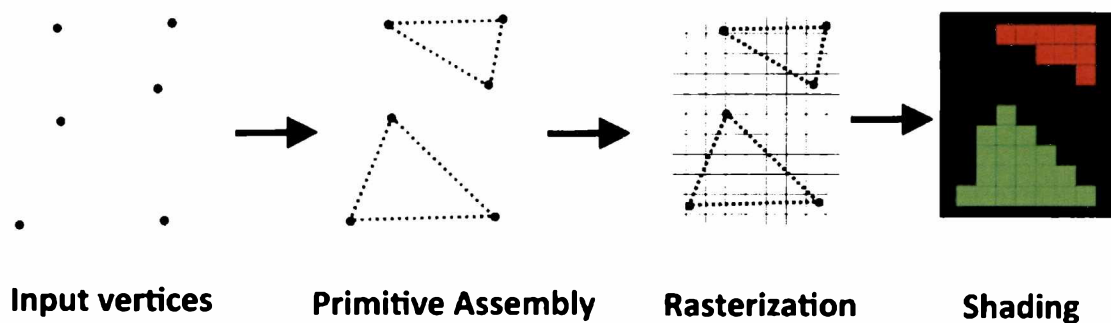 Input vertices
Primitive Assembly
Rasterization
Shading